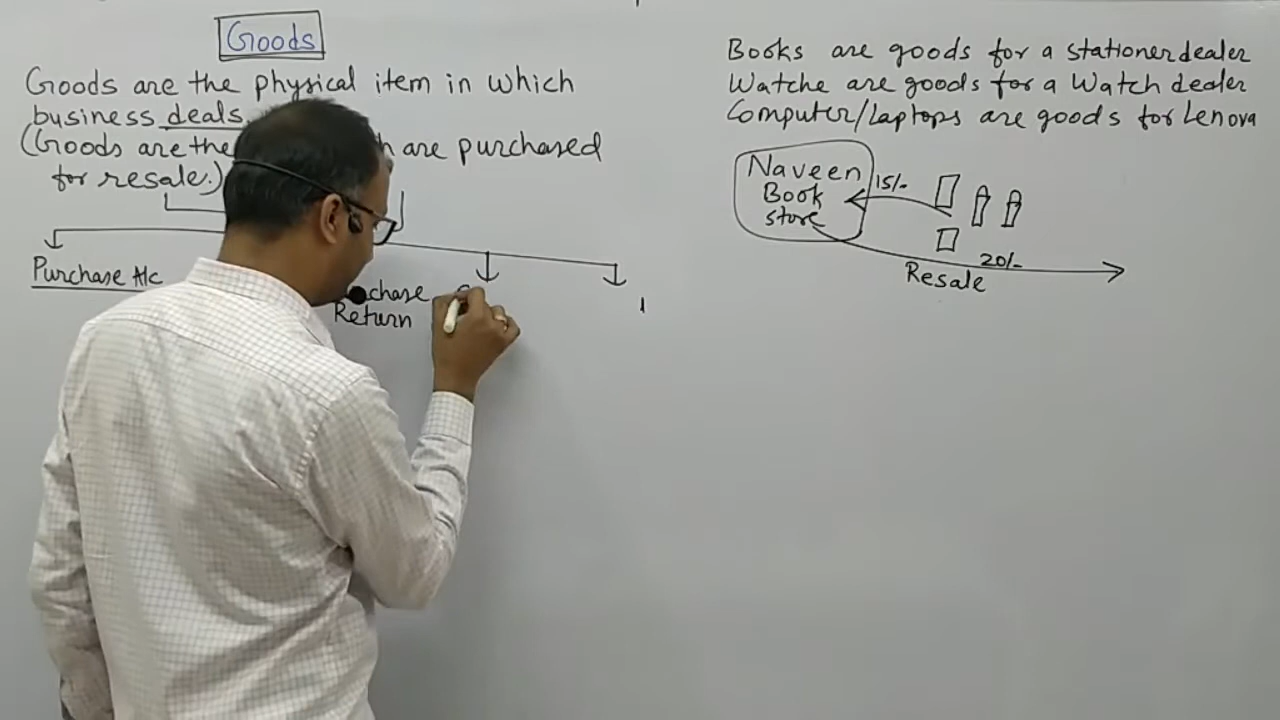 Goods
Goods are the physical item in which
business deals.
(Goods are the are purchased
for resale.)
Purchase A/c
Return
Books are goods for a stationer dealer
Watche are goods for a Watch dealer
Computer/Laptops are goods for Lenova
Naveen
Book
store
15/-
20/-
Resale